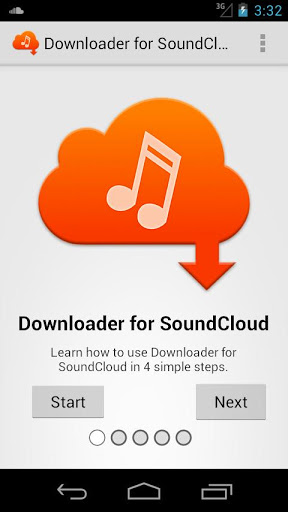 3G 3:32
Downloader for SoundCl...
Downloader for SoundCloud
Learn how to use Downloader for
SoundCloud in 4 simple steps.
Start Next